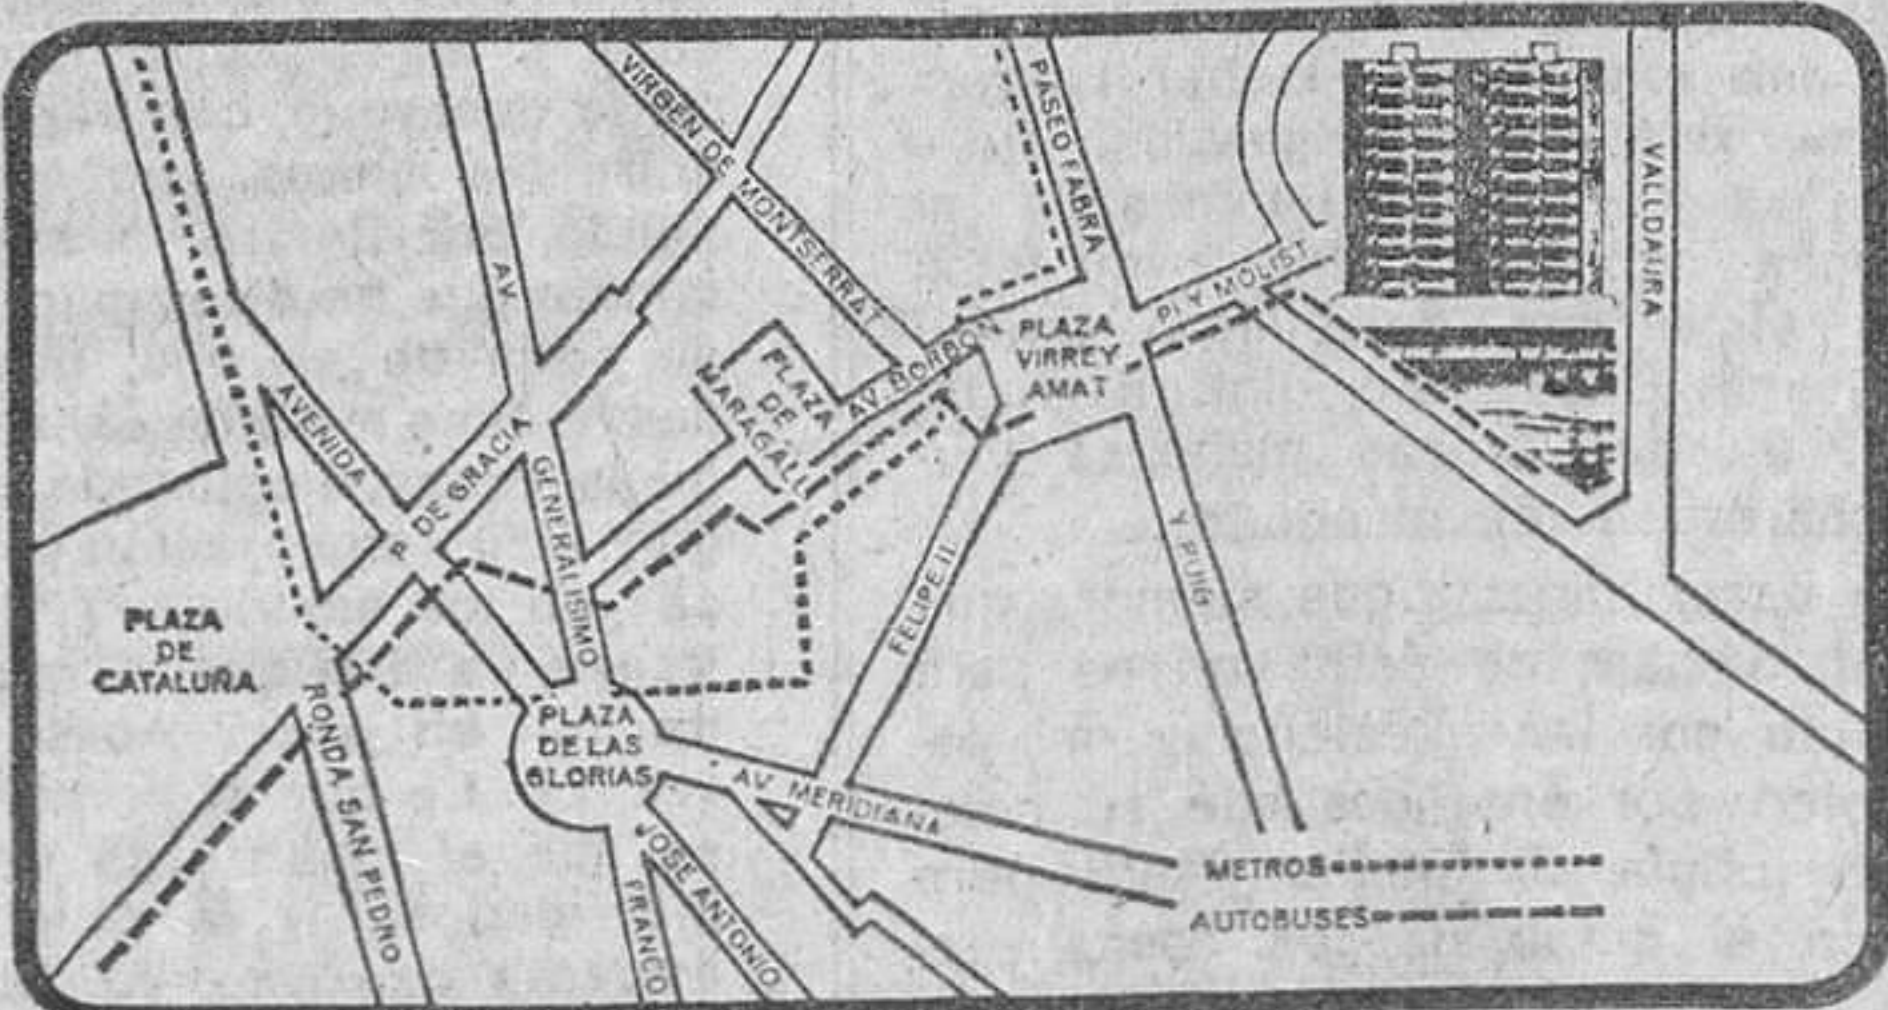 VIRGEN DE MONTSERRAT
PASEO FABRA
VALLDAURA
AV.
GENERALISIMO
FRANCO
PI Y MOLIST
PLAZA
VIRREY
AMAT
AV. BORBON
PLAZA
DE
MARAGALL
AVENIDA
JOSE ANTONIO
P. DE GRACIA
FELIPE II
Y PUIG
PLAZA
DE
CATALUÑA
RONDA SAN PEDRO
PLAZA
DE LAS
GLORIAS
AV. MERIDIANA
METROS
AUTOBUSES